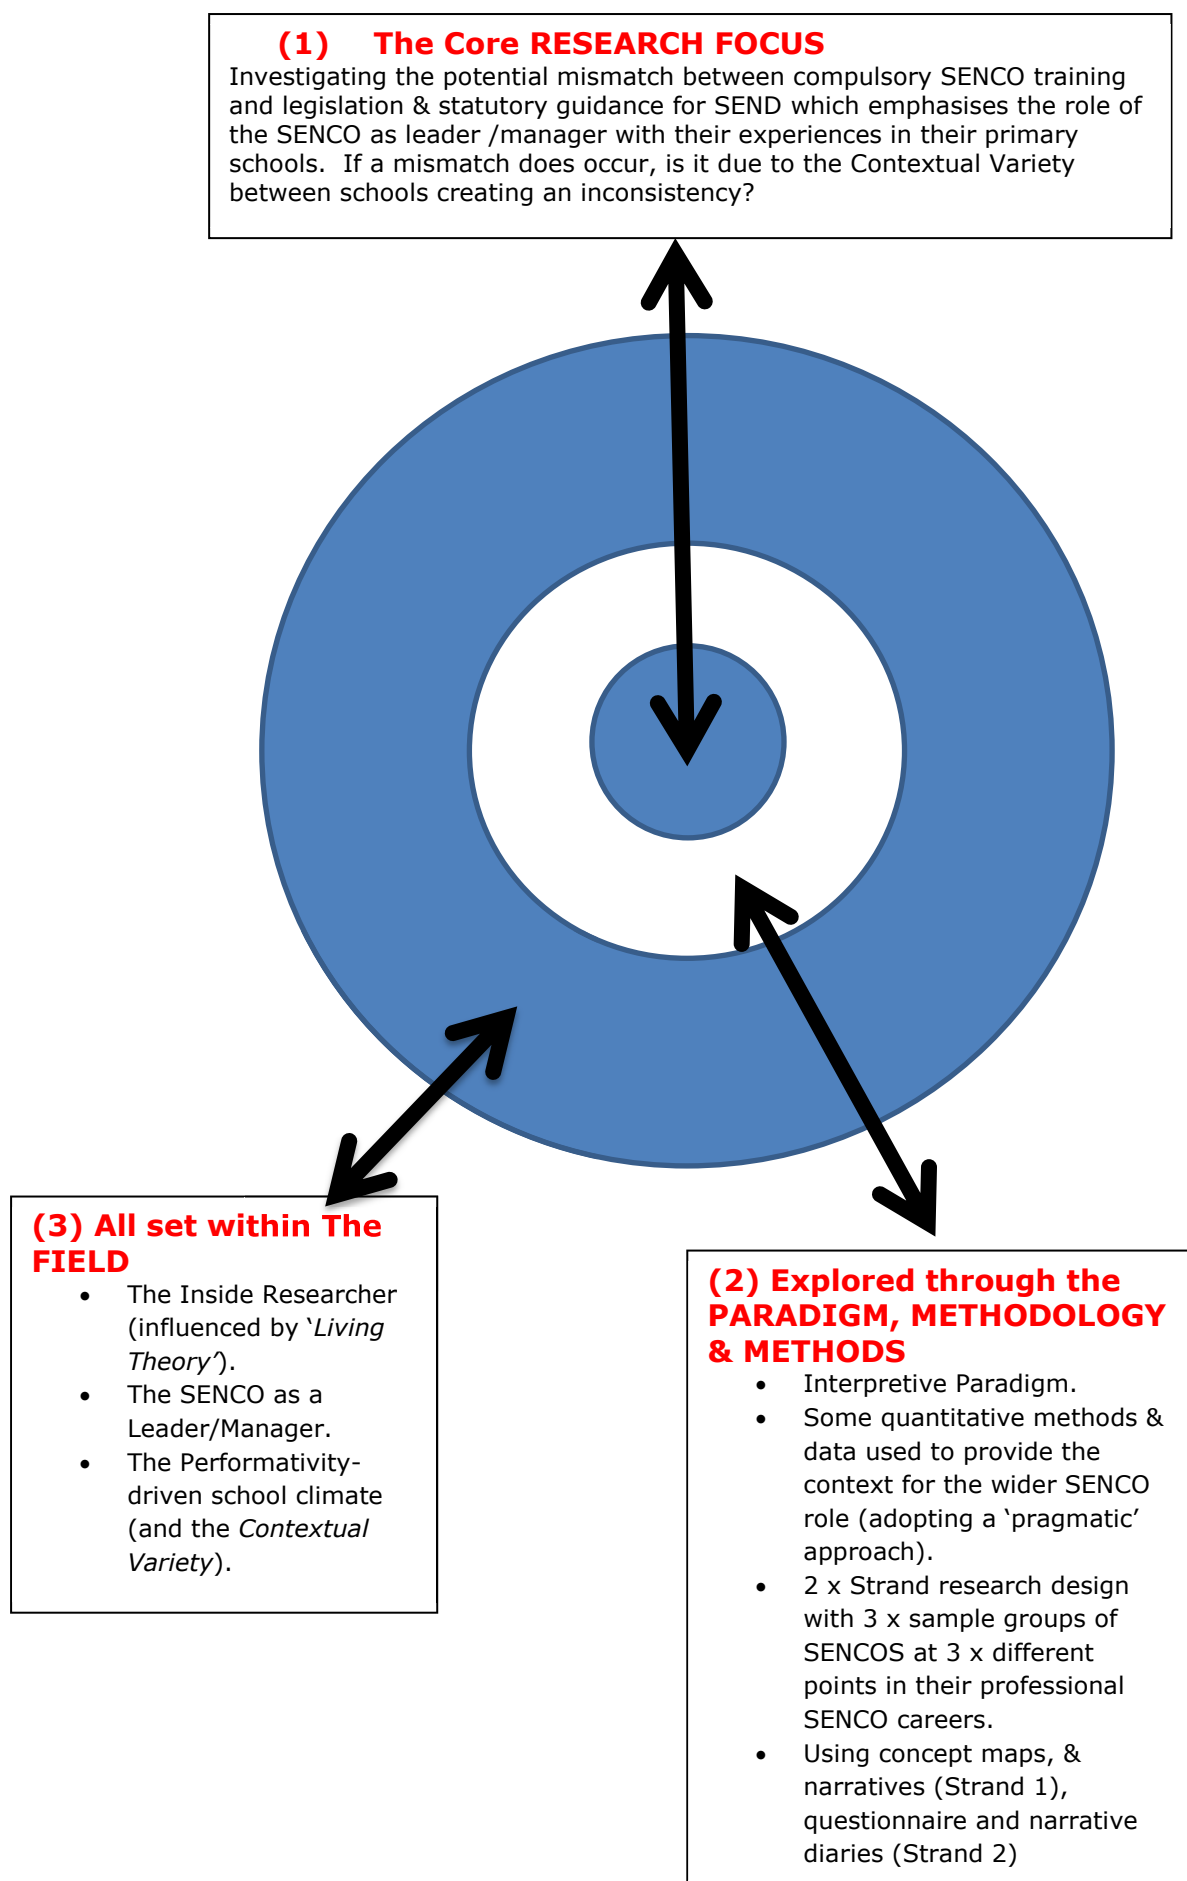 (1) The Core RESEARCH FOCUS
Investigating the potential mismatch between compulsory SENCO training
and legislation & statutory guidance for SEND which emphasises the role of
the SENCO as leader /manager with their experiences in their primary
schools. If a mismatch does occur, is it due to the Contextual Variety
between schools creating an inconsistency?
(3) All set within The
FIELD
• The Inside Researcher
(influenced by ‘Living
Theory’).
• The SENCO as a
Leader/Manager.
• The Performativity-
driven school climate
(and the Contextual
Variety).
(2) Explored through the
PARADIGM, METHODOLOGY
& METHODS
• Interpretive Paradigm.
• Some quantitative methods &
data used to provide the
context for the wider SENCO
role (adopting a ‘pragmatic’
approach).
• 2 x Strand research design
with 3 x sample groups of
SENCOS at 3 x different
points in their professional
SENCO careers.
• Using concept maps, &
narratives (Strand 1),
questionnaire and narrative
diaries (Strand 2)